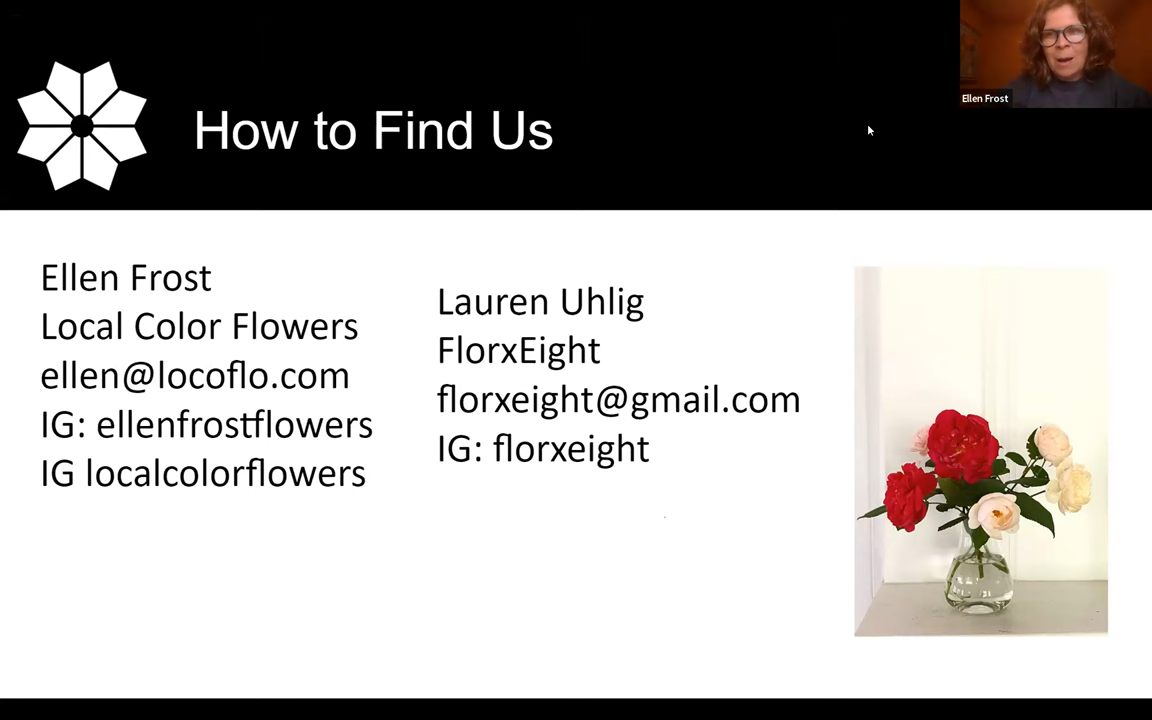 Ellen Frost
How to Find Us
Ellen Frost
Local Color Flowers
ellen@locoflo.com
IG: ellenfrostflowers
IG localcolorflowers
Lauren Uhlig
FlorxEight
florxeight@gmail.com
IG: florxeight